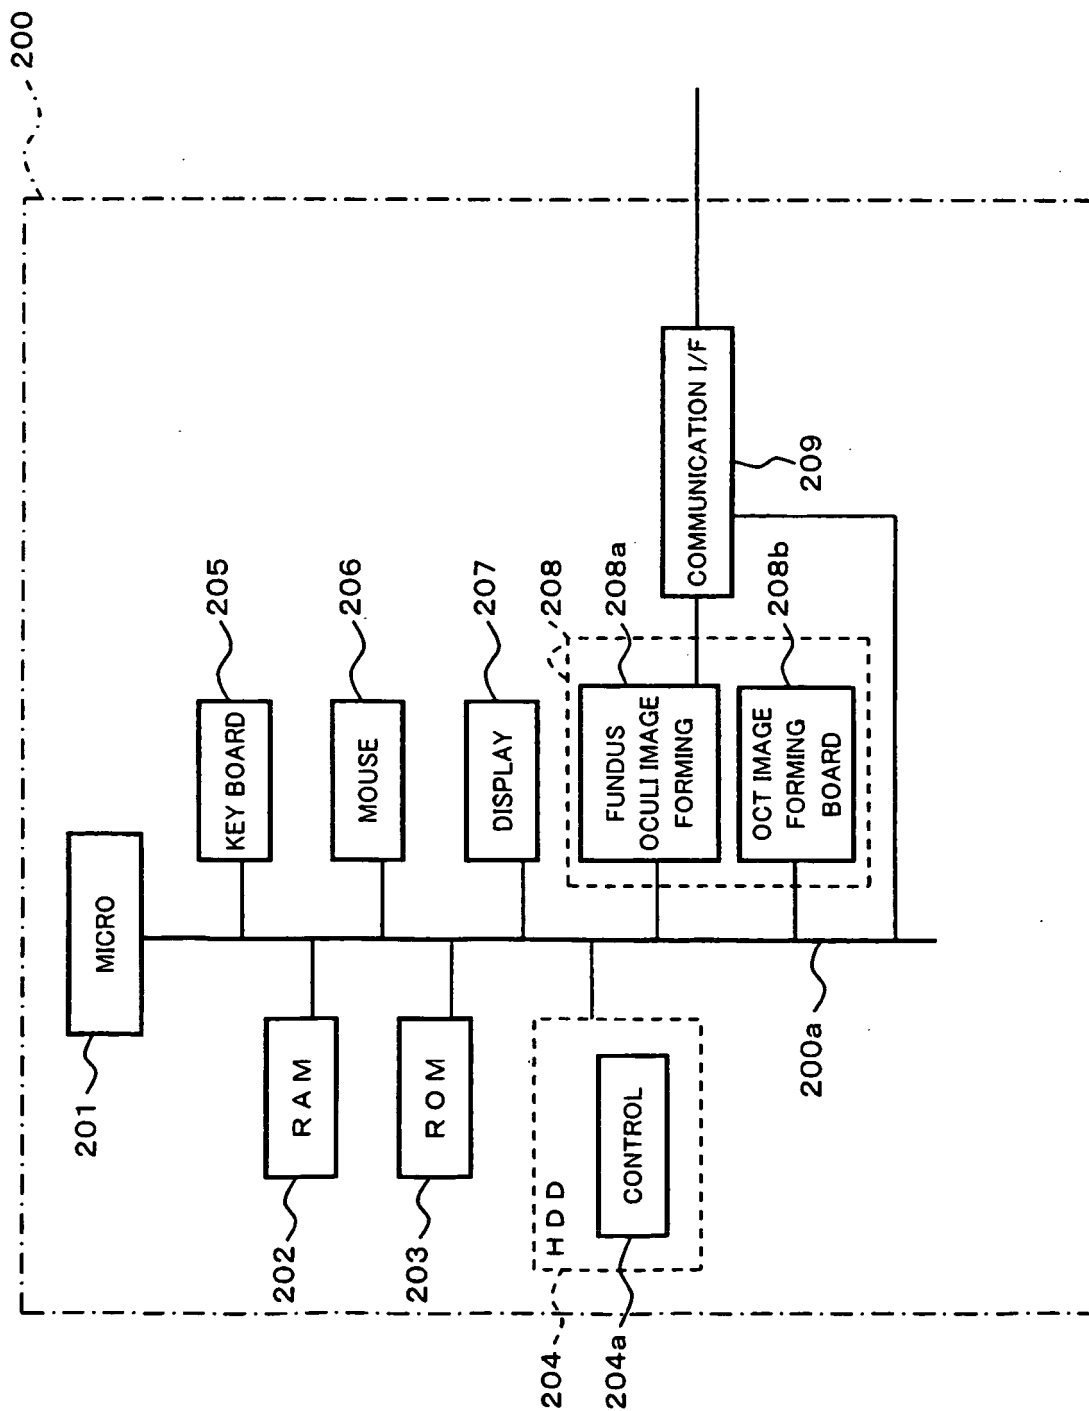 200
MICRO
201
RAM
202
ROM
203
HDD
204
CONTROL
204a
KEY BOARD
205
MOUSE
206
DISPLAY
207
208
FUNDUS
OCULI IMAGE
FORMING
208a
OCT IMAGE
FORMING
BOARD
208b
COMMUNICATION I/F
209
200a